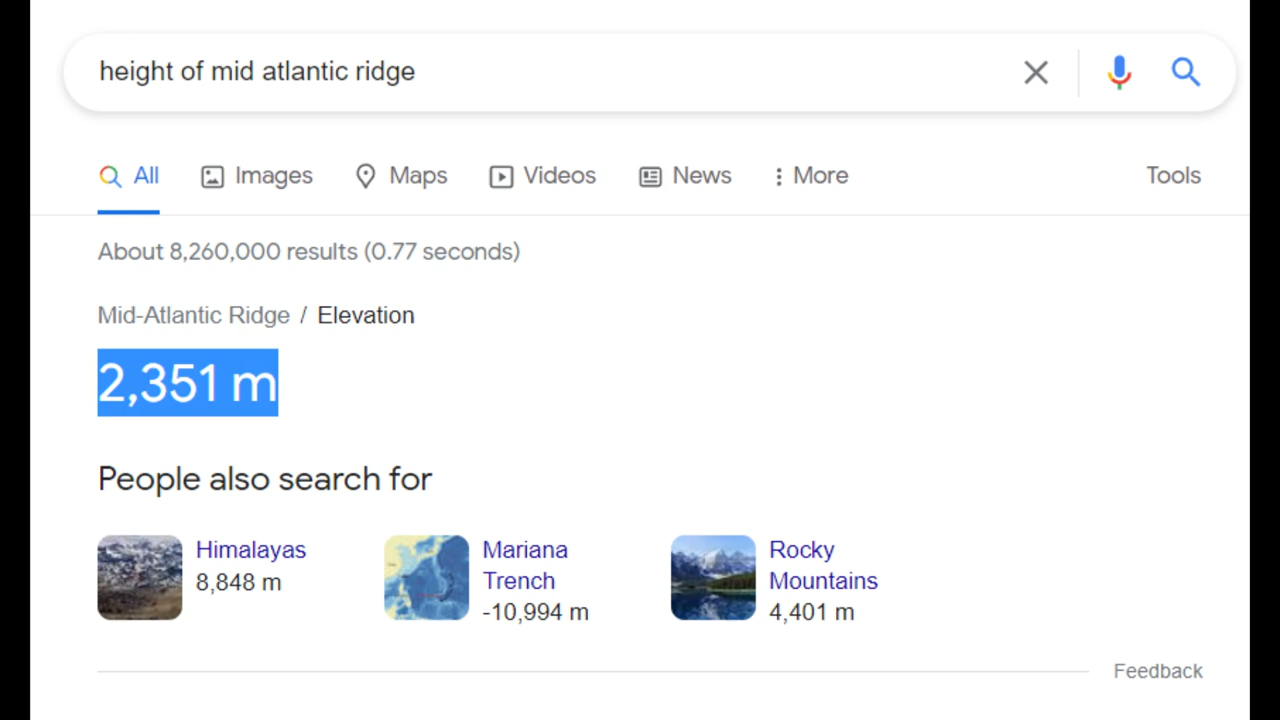 height of mid atlantic ridge
All Images Maps Videos News More Tools
About 8,260,000 results (0.77 seconds)
Mid-Atlantic Ridge / Elevation
2,351 m
People also search for
Himalayas
8,848 m
Mariana
Trench
-10,994 m
Rocky
Mountains
4,401 m
Feedback